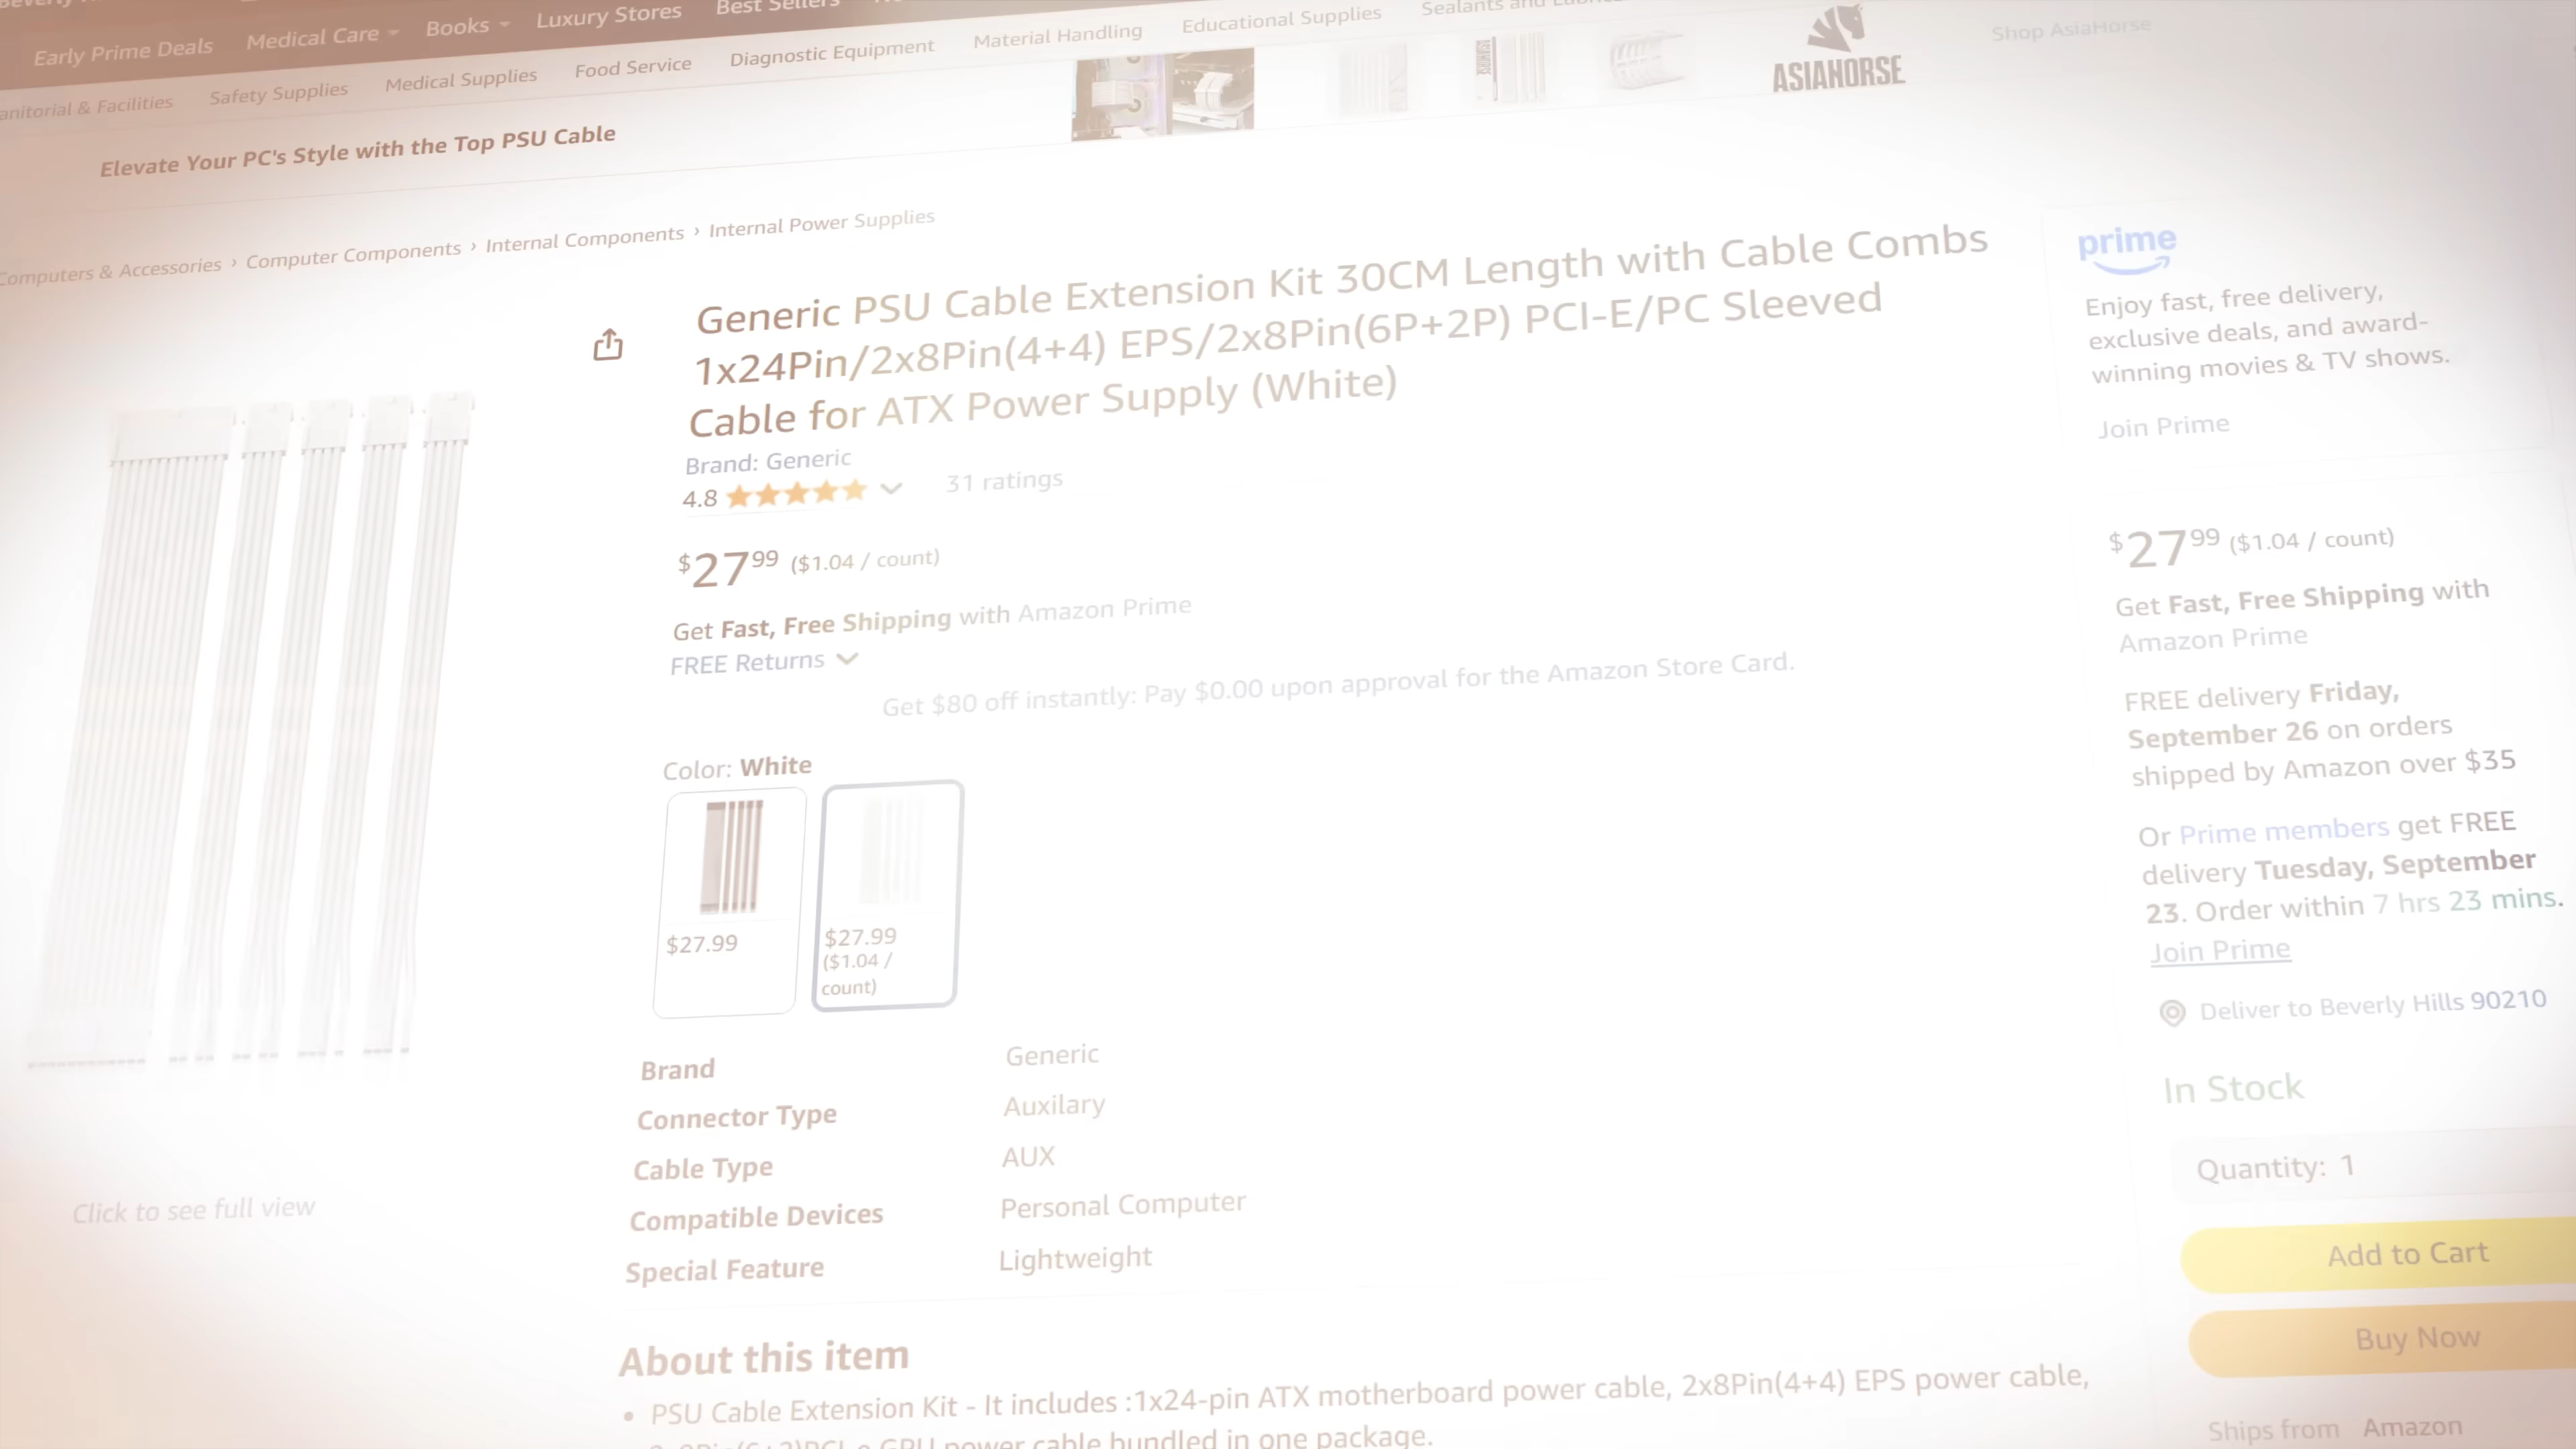 Early Prime Deals
Medical Care
Books
Luxury Stores
Best Sellers
Safety Supplies
Medical Supplies
Food Service
Diagnostic Equipment
Material Handling
Educational Supplies
Sealants and
Elevate Your PC's Style with the Top PSU Cable
ASIAHORSE
Shop AsiaHorse
Computers & Accessories › Computer Components › Internal Components › Internal Power Supplies
Generic PSU Cable Extension Kit 30CM Length with Cable Combs
1x24Pin/2x8Pin(4+4) EPS/2x8Pin(6P+2P) PCI-E/PC Sleeved
Cable for ATX Power Supply (White)
Brand: Generic
4.8
31 ratings
$27.99 ($1.04 / count)
Get Fast, Free Shipping with Amazon Prime
FREE Returns
Get $80 off instantly: Pay $0.00 upon approval for the Amazon Store Card.
Color: White
$27.99
$27.99
($1.04 /
count)
Brand Generic
Connector Type Auxilary
Cable Type AUX
Compatible Devices Personal Computer
Special Feature Lightweight
Click to see full view
About this item
• PSU Cable Extension Kit - It includes :1x24-pin ATX motherboard power cable, 2x8Pin(4+4) EPS power cable,
GPU power cable bundled in one package.
prime
Enjoy fast, free delivery,
exclusive deals, and award-
winning movies & TV shows.
Join Prime
$27.99 ($1.04 / count)
Get Fast, Free Shipping with
Amazon Prime
FREE delivery Friday,
September 26 on orders
shipped by Amazon over $35
Or Prime members get FREE
delivery Tuesday, September
23. Order within 7 hrs 23 mins.
Join Prime
Deliver to Beverly Hills 90210
In Stock
Quantity: 1
Add to Cart
Buy Now
Ships from Amazon